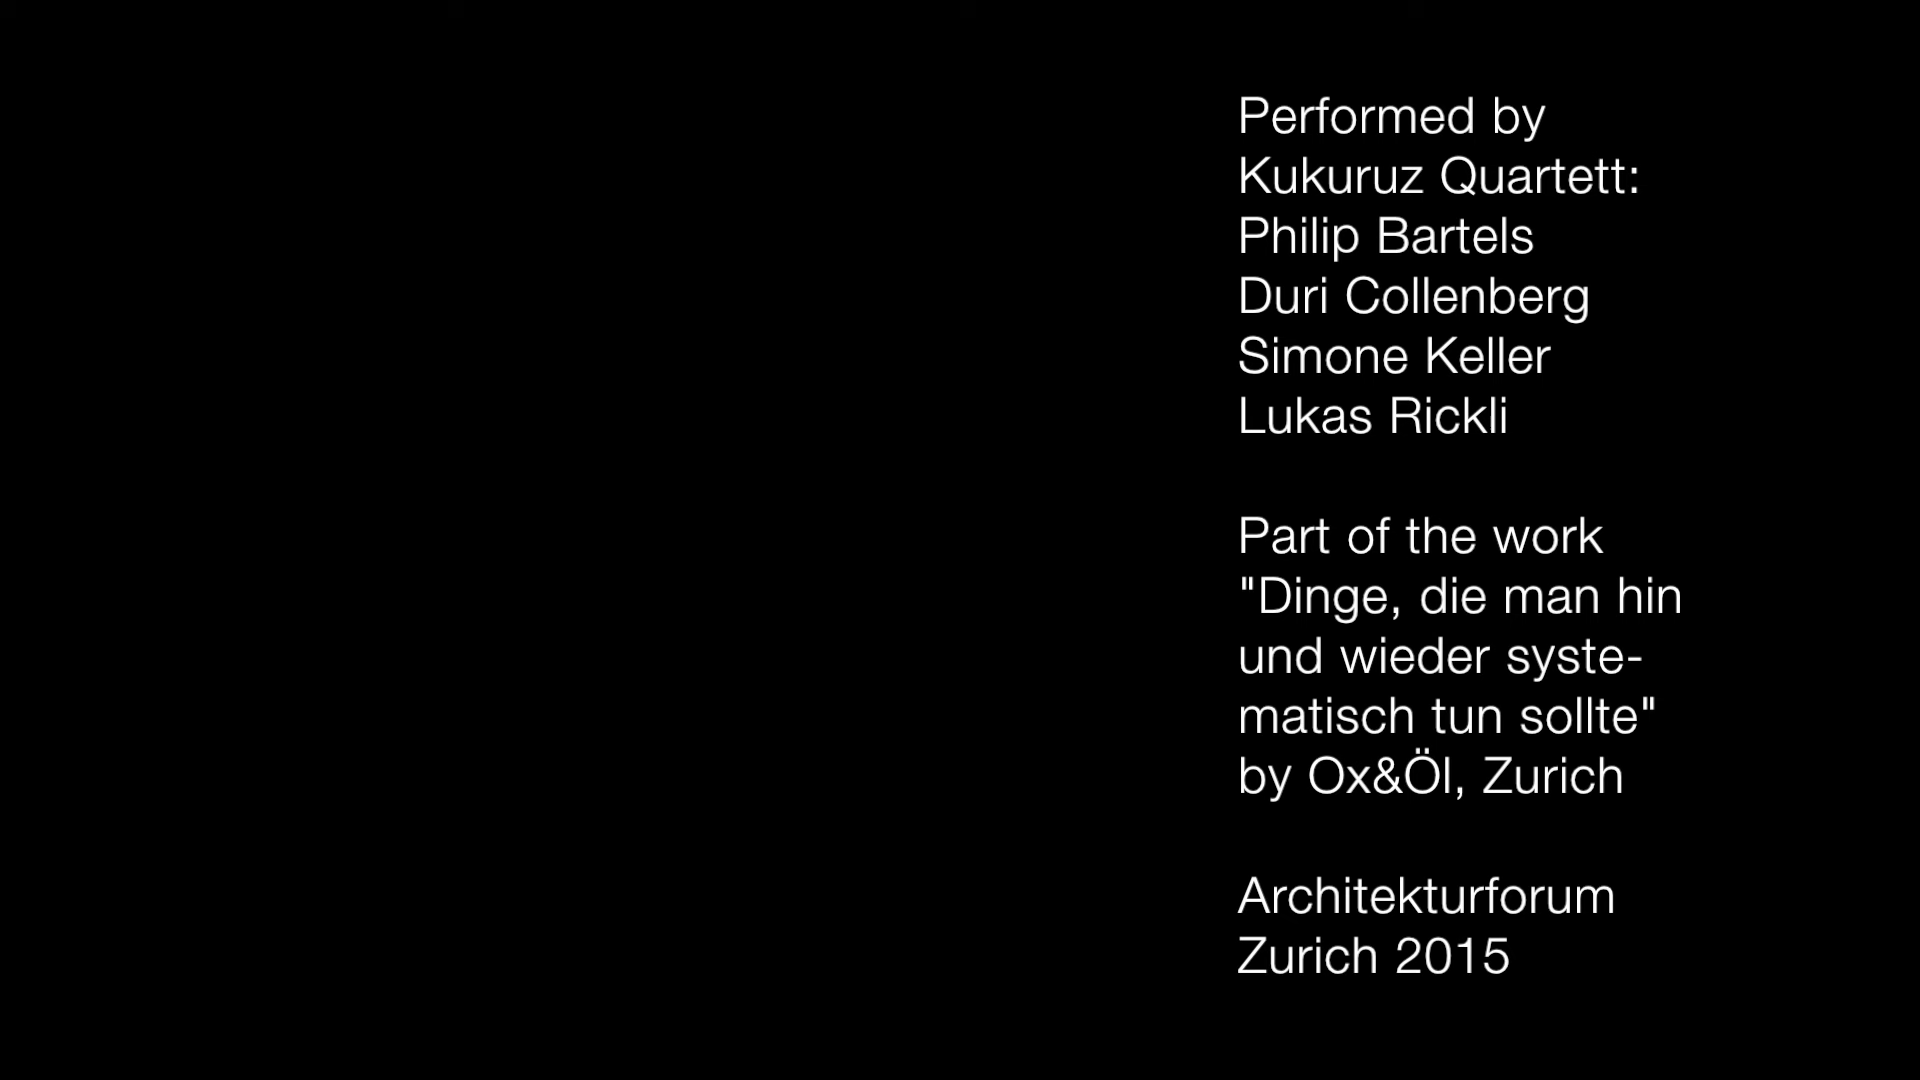 Performed by
Kukuruz Quartett:
Philip Bartels
Duri Collenberg
Simone Keller
Lukas Rickli
Part of the work
"Dinge, die man hin
und wieder syste-
matisch tun sollte"
by Ox&Öl, Zurich
Architekturforum
Zurich 2015